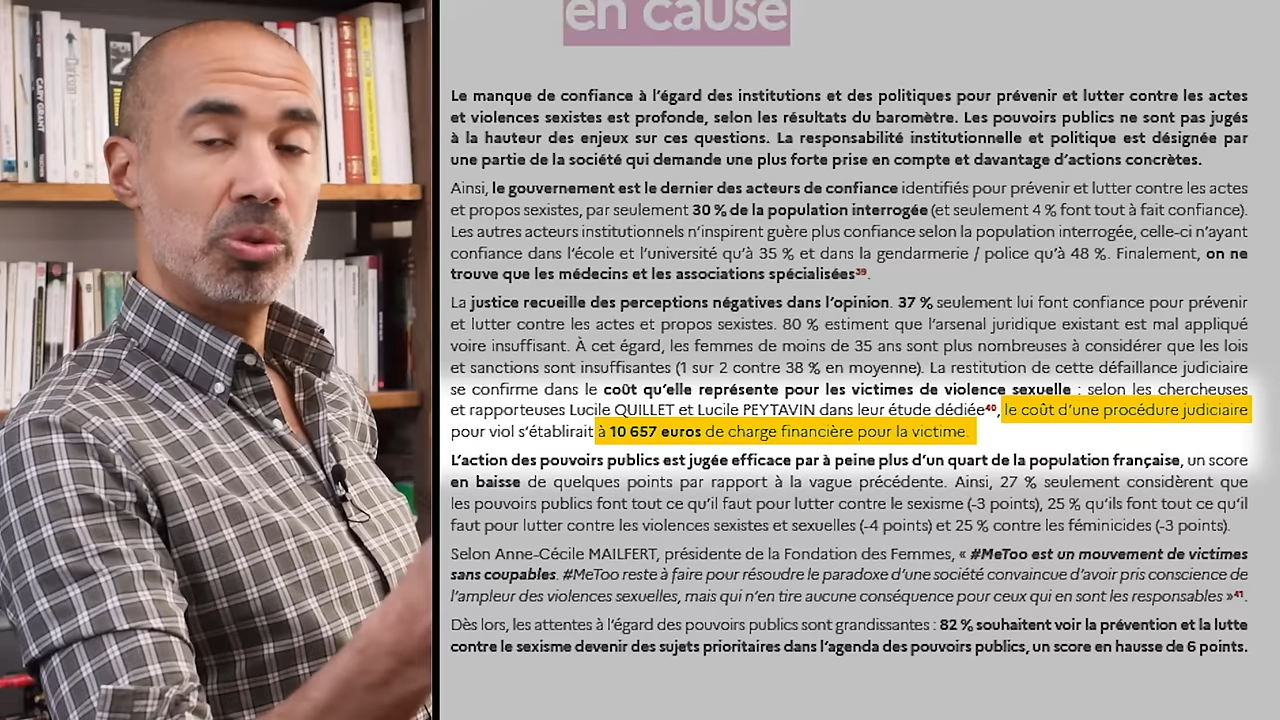 en cause
Le manque de confiance à l'égard des institutions et des politiques pour prévenir et lutter contre les actes
et violences sexistes est profonde, selon les résultats du baromètre. Les pouvoirs publics ne sont pas jugés
à la hauteur des enjeux sur ces questions. La responsabilité institutionnelle et politique est désignée par
une partie de la société qui demande une plus forte prise en compte et davantage d'actions concrètes.
Ainsi, le gouvernement est le dernier des acteurs de confiance identifiés pour prévenir et lutter contre les actes
et propos sexistes, par seulement 30 % de la population interrogée (et seulement 4 % font tout à fait confiance).
Les autres acteurs institutionnels n'inspirent guère plus confiance selon la population interrogée, celle-ci n'ayant
confiance dans l'école et l'université qu'à 35 % et dans la gendarmerie / police qu'à 48 %. Finalement, on ne
trouve que les médecins et les associations spécialisées³⁹.
La justice recueille des perceptions négatives dans l'opinion. 37 % seulement lui font confiance pour prévenir
et lutter contre les actes et propos sexistes. 80 % estiment que l'arsenal juridique existant est mal appliqué
voire insuffisant. À cet égard, les femmes de moins de 35 ans sont plus nombreuses à considérer que les lois
et sanctions sont insuffisantes (1 sur 2 contre 38 % en moyenne). La restitution de cette défaillance judiciaire
se confirme dans le coût qu'elle représente pour les victimes de violence sexuelle : selon les chercheuses
et rapporteuses Lucile QUILLET et Lucile PEYTAVIN dans leur étude dédiée⁴⁰, le coût d'une procédure judiciaire
pour viol s'établirait à 10 657 euros de charge financière pour la victime.
L'action des pouvoirs publics est jugée efficace par à peine plus d'un quart de la population française, un score
en baisse de quelques points par rapport à la vague précédente. Ainsi, 27 % seulement considèrent que
les pouvoirs publics font tout ce qu'il faut pour lutter contre le sexisme (-3 points), 25 % qu'ils font tout ce qu'il
faut pour lutter contre les violences sexistes et sexuelles (-4 points) et 25 % contre les féminicides (-3 points).
Selon Anne-Cécile MAILFERT, présidente de la Fondation des Femmes, « #MeToo est un mouvement de victimes
sans coupables. #MeToo reste à faire pour résoudre le paradoxe d'une société convaincue d'avoir pris conscience de
l'ampleur des violences sexuelles, mais qui n'en tire aucune conséquence pour ceux qui en sont les responsables »⁴¹.
Dès lors, les attentes à l'égard des pouvoirs publics sont grandissantes : 82 % souhaitent voir la prévention et la lutte
contre le sexisme devenir des sujets prioritaires dans l'agenda des pouvoirs publics, un score en hausse de 6 points.
CARY GRANT